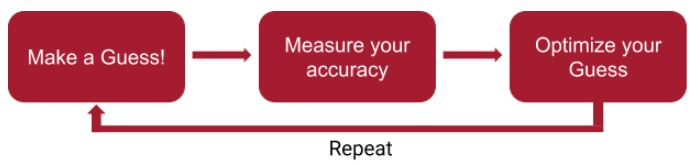 Make a Guess!
Measure your
accuracy
Optimize your
Guess
Repeat